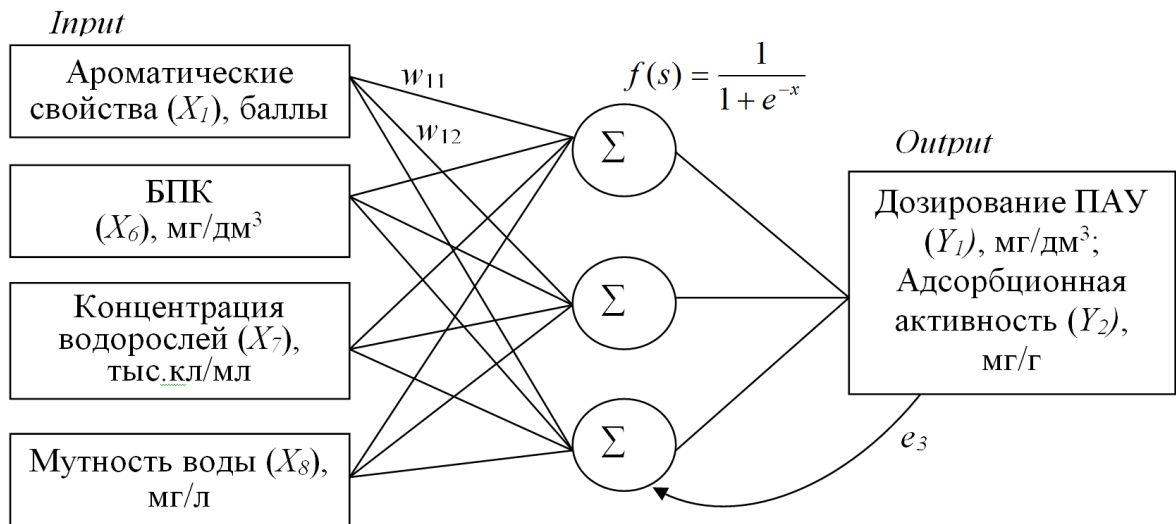 Input
Ароматические
свойства (X₁), баллы
БПК
(X₆), мг/дм³
Концентрация
водорослей (X₇),
тыс.кл/мл
Мутность воды (X₈),
мг/л
w₁₁
w₁₂
f(s) = 1 / (1 + e⁻ˣ)
Σ
Σ
Σ
Output
Дозирование ПАУ
(Y₁), мг/дм³;
Адсорбционная
активность (Y₂),
мг/г
e₃